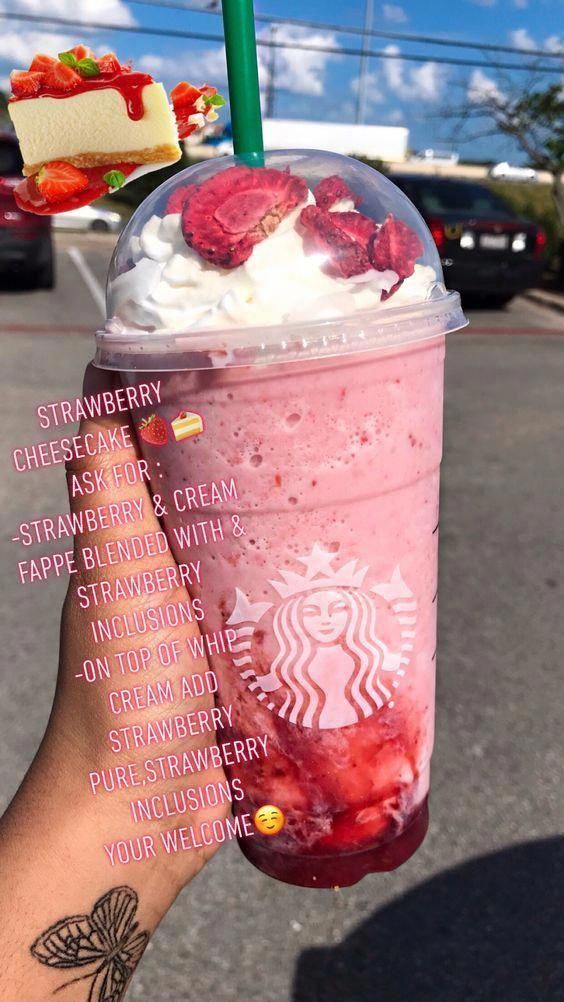 STRAWBERRY
CHEESECAKE🍓🍰
ASK FOR :
-STRAWBERRY & CREAM
FAPPE BLENDED WITH &
STRAWBERRY
INCLUSIONS
-ON TOP OF WHIP
CREAM ADD
STRAWBERRY
PURE,STRAWBERRY
INCLUSIONS
YOUR WELCOME☺️